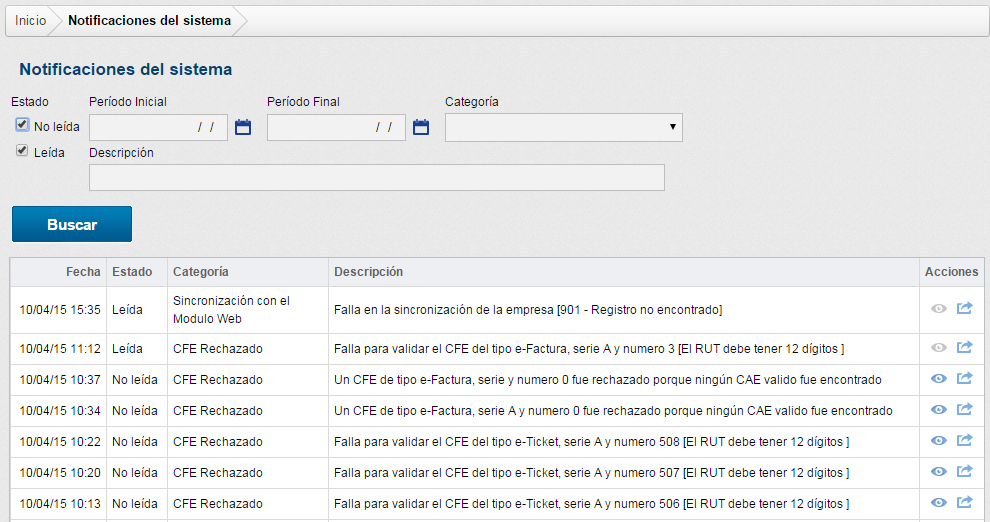 Inicio Notificaciones del sistema
Notificaciones del sistema
Estado Período Inicial Período Final Categoría
No leída / / / /
Leída Descripción
Buscar
Fecha Estado Categoría Descripción Acciones
10/04/15 15:35 Leída Sincronización con el Modulo Web Falla en la sincronización de la empresa [901 - Registro no encontrado]
10/04/15 11:12 Leída CFE Rechazado Falla para validar el CFE del tipo e-Factura, serie A y numero 3 [El RUT debe tener 12 dígitos ]
10/04/15 10:37 No leída CFE Rechazado Un CFE de tipo e-Factura, serie y numero 0 fue rechazado porque ningún CAE valido fue encontrado
10/04/15 10:34 No leída CFE Rechazado Un CFE de tipo e-Factura, serie A y numero 0 fue rechazado porque ningún CAE valido fue encontrado
10/04/15 10:22 No leída CFE Rechazado Falla para validar el CFE del tipo e-Ticket, serie A y numero 508 [El RUT debe tener 12 dígitos ]
10/04/15 10:20 No leída CFE Rechazado Falla para validar el CFE del tipo e-Ticket, serie A y numero 507 [El RUT debe tener 12 dígitos ]
10/04/15 10:13 No leída CFE Rechazado Falla para validar el CFE del tipo e-Ticket, serie A y numero 506 [El RUT debe tener 12 dígitos ]